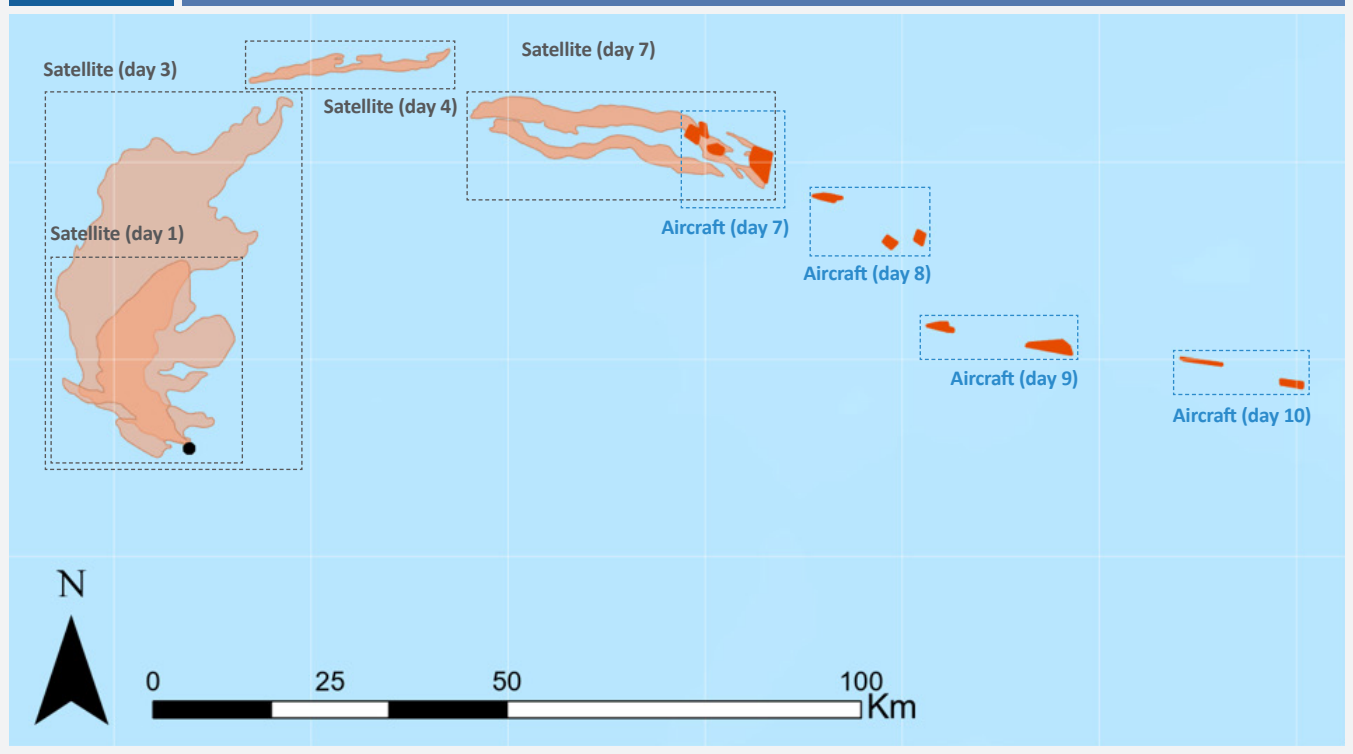 Satellite (day 7)
Satellite (day 3)
Satellite (day 4)
Aircraft (day 7)
Satellite (day 1)
Aircraft (day 8)
Aircraft (day 9)
Aircraft (day 10)
N
0 25 50 100
Km